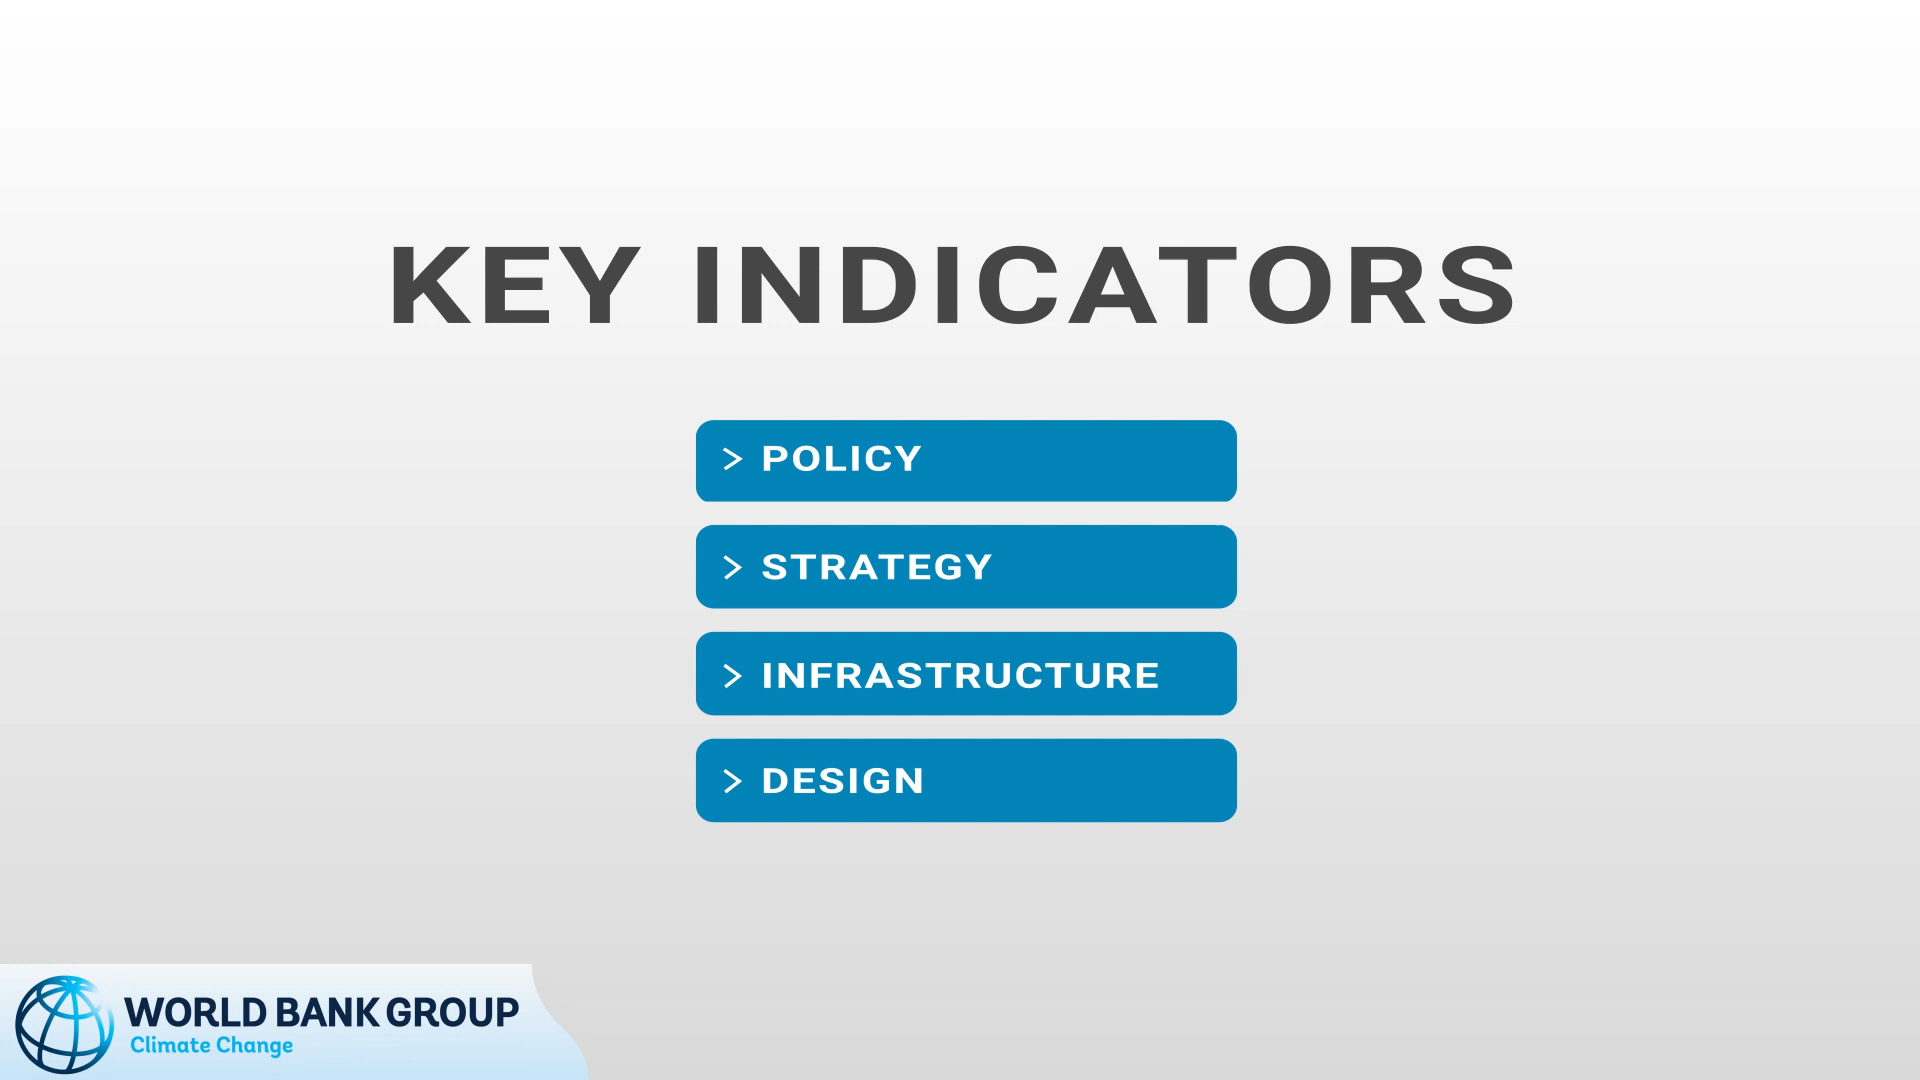 KEY INDICATORS
> POLICY
> STRATEGY
> INFRASTRUCTURE
> DESIGN
WORLD BANK GROUP
Climate Change